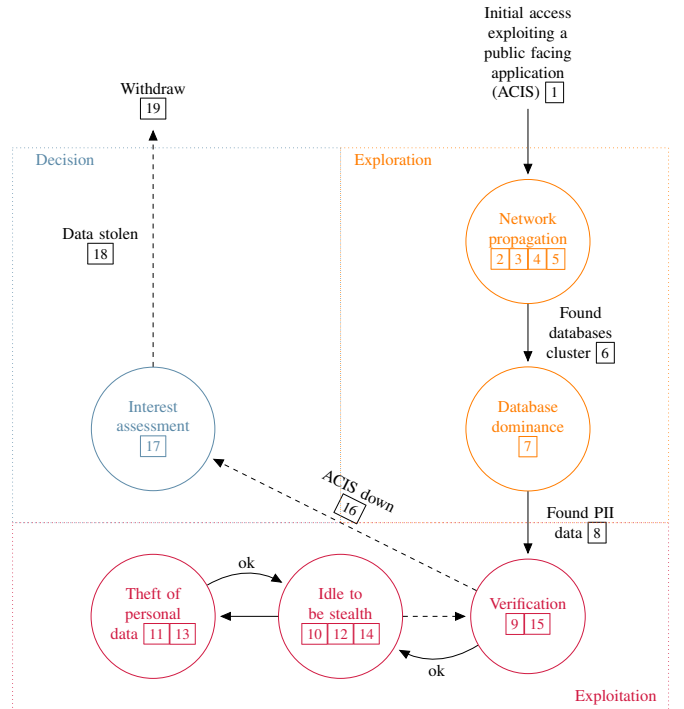 Initial access
exploiting a
public facing
application
(ACIS) 1
Withdraw
19
Decision
Exploration
Network
propagation
2 3 4 5
Data stolen
18
Found
databases
cluster 6
Interest
assessment
17
Database
dominance
7
ACIS down
16
Found PII
data 8
ok
Theft of
personal
data 11 13
Idle to
be stealth
10 12 14
Verification
9 15
ok
Exploitation